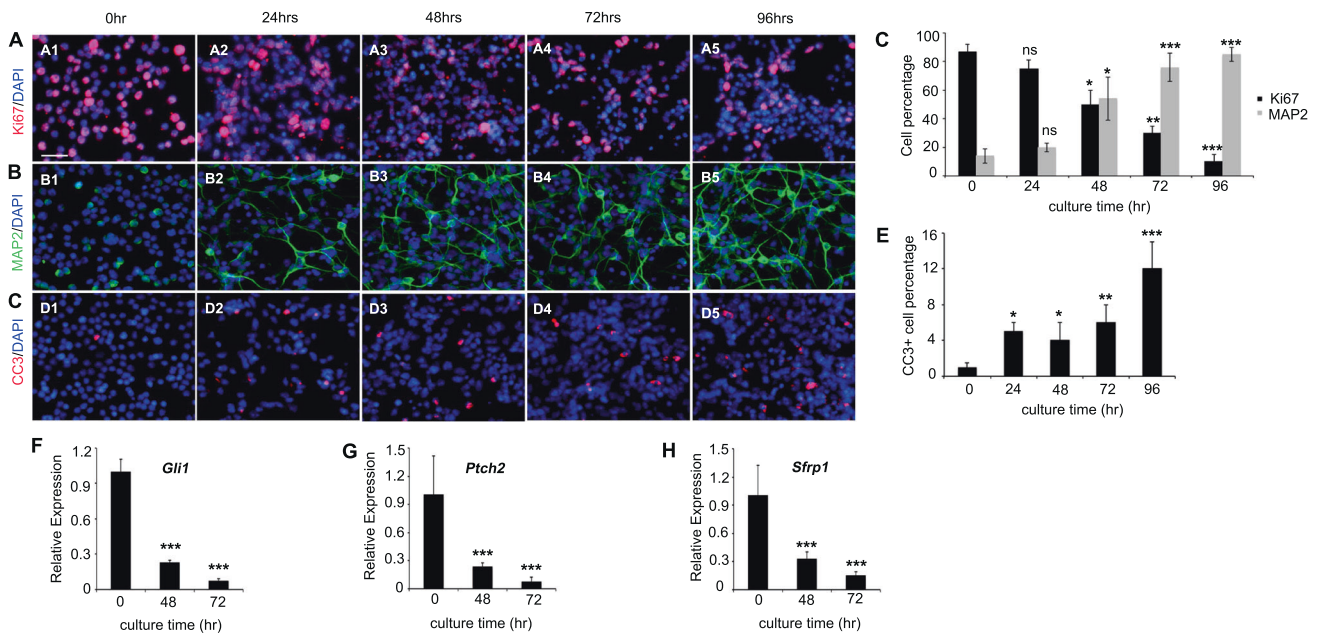 0hr 24hrs 48hrs 72hrs 96hrs
A
Ki67/DAPI
A1 A2 A3 A4 A5
B
MAP2/DAPI
B1 B2 B3 B4 B5
C
CC3/DAPI
D1 D2 D3 D4 D5
C
Cell percentage
100
80
60
40
20
0
ns
ns
*
*
**
***
***
***
Ki67
MAP2
0 24 48 72 96
culture time (hr)
E
CC3+ cell percentage
16
12
8
4
0
*
*
**
***
0 24 48 72 96
culture time (hr)
F
Gli1
Relative Expression
1.2
0.9
0.6
0.3
0
***
***
0 48 72
culture time (hr)
G
Ptch2
Relative Expression
1.5
1.2
0.9
0.6
0.3
0
***
***
0 48 72
culture time (hr)
H
Sfrp1
Relative Expression
1.5
1.2
0.9
0.6
0.3
0
***
***
0 48 72
culture time (hr)